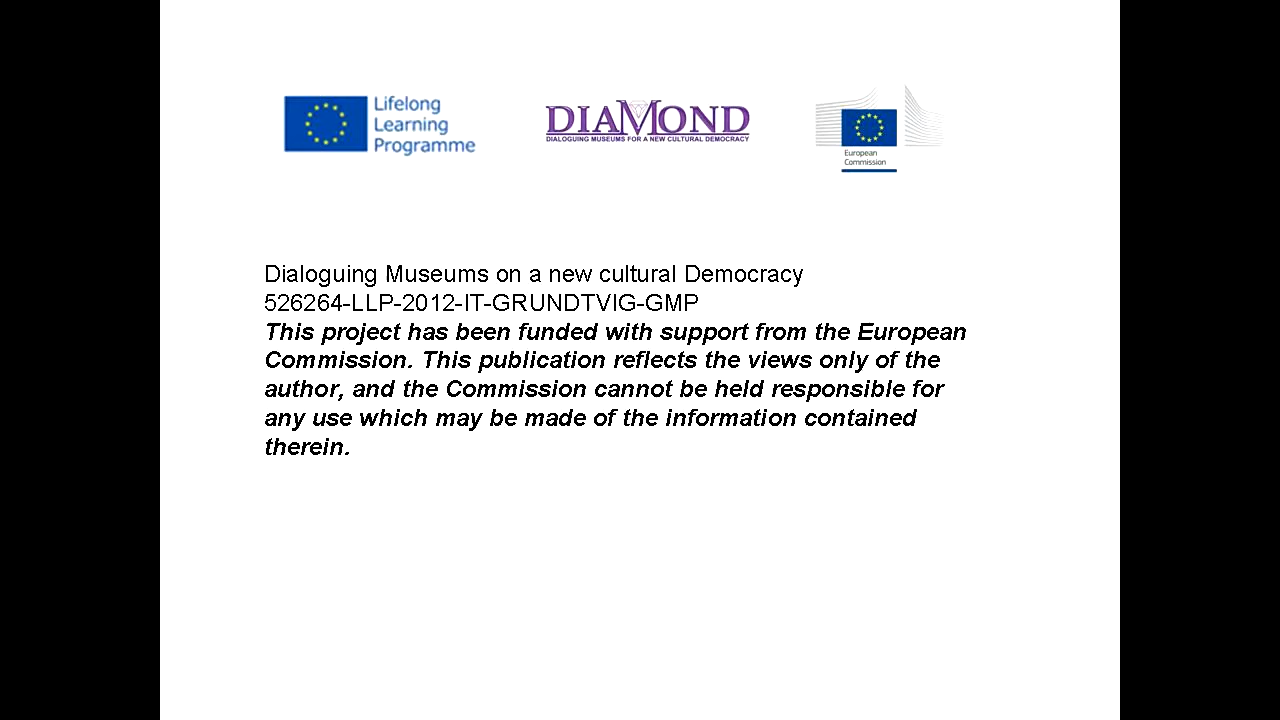 Lifelong
Learning
Programme
DIAMOND
DIALOGUING MUSEUMS FOR A NEW CULTURAL DEMOCRACY
European
Commission
Dialoguing Museums on a new cultural Democracy
526264-LLP-2012-IT-GRUNDTVIG-GMP
This project has been funded with support from the European
Commission. This publication reflects the views only of the
author, and the Commission cannot be held responsible for
any use which may be made of the information contained
therein.